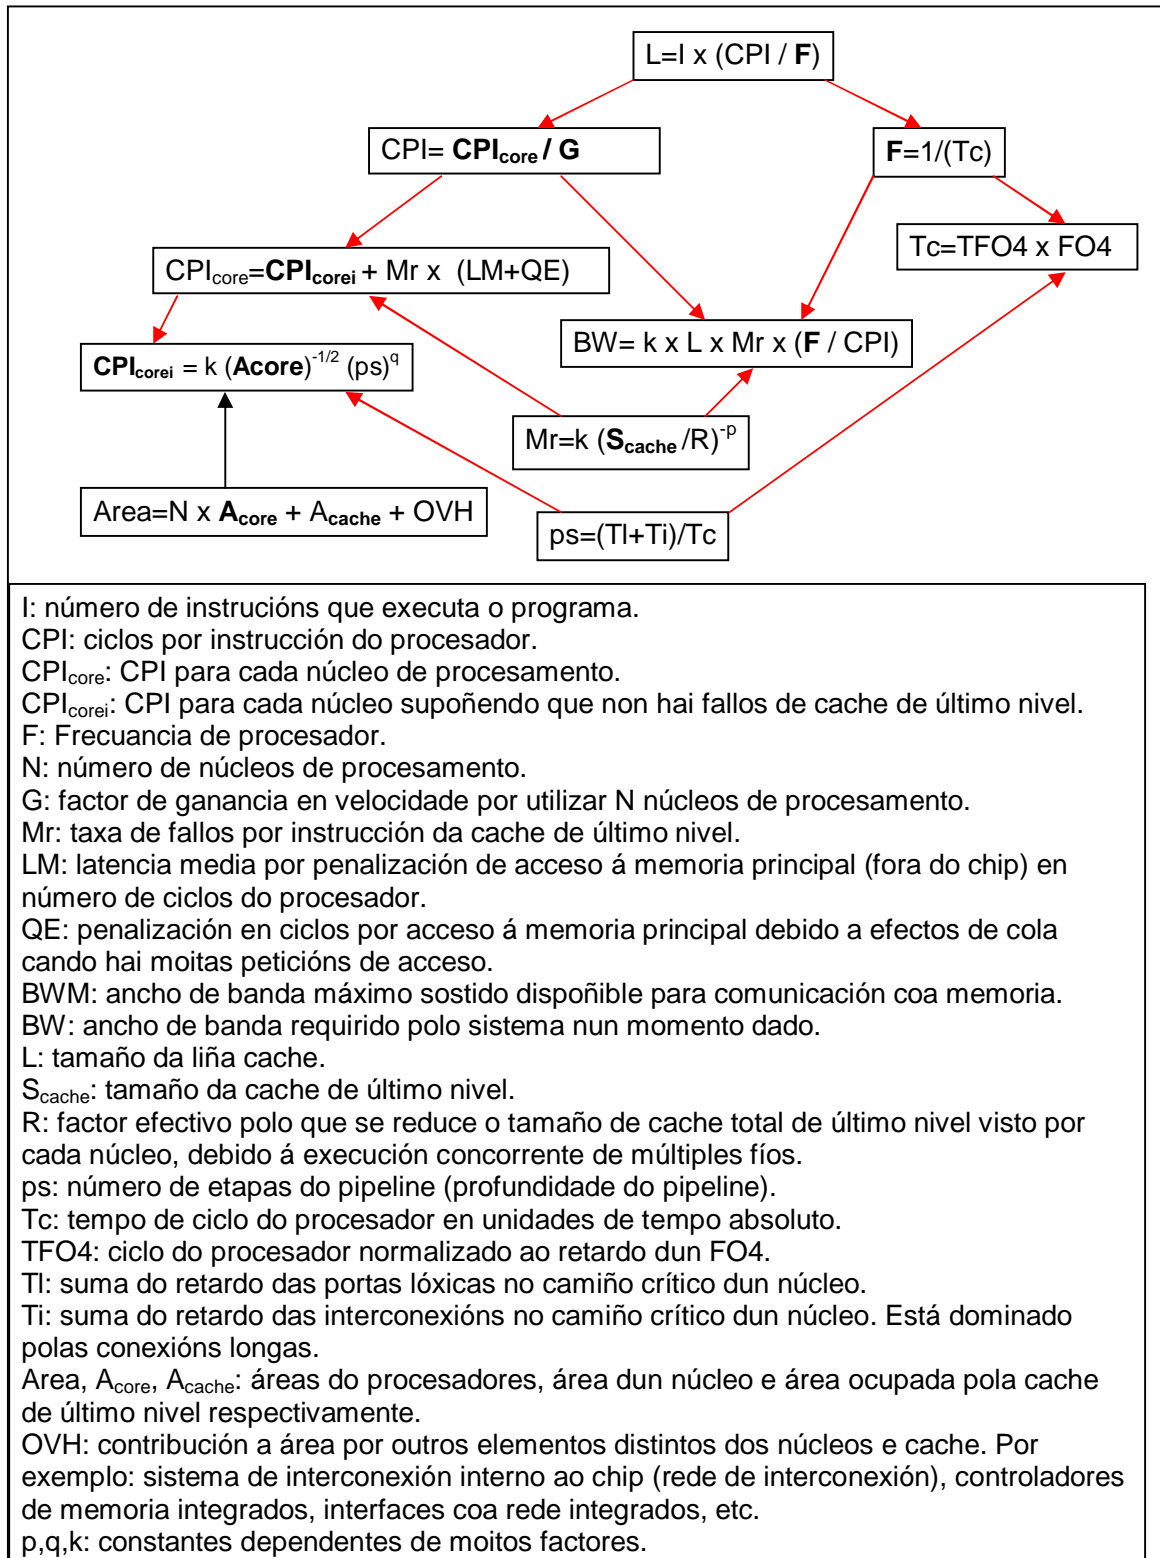 L=I x (CPI / F)
CPI= CPIcore / G
F=1/(Tc)
Tc=TFO4 x FO4
CPIcore=CPIcorei + Mr x (LM+QE)
BW= k x L x Mr x (F / CPI)
CPIcorei = k (Acore)^-1/2 (ps)^q
Mr=k (Scache /R)^-p
Area=N x Acore + Acache + OVH
ps=(Tl+Ti)/Tc
I: número de instrucións que executa o programa.
CPI: ciclos por instrucción do procesador.
CPIcore: CPI para cada núcleo de procesamento.
CPIcorei: CPI para cada núcleo supoñendo que non hai fallos de cache de último nivel.
F: Frecuancia de procesador.
N: número de núcleos de procesamento.
G: factor de ganancia en velocidade por utilizar N núcleos de procesamento.
Mr: taxa de fallos por instrucción da cache de último nivel.
LM: latencia media por penalización de acceso á memoria principal (fora do chip) en
número de ciclos do procesador.
QE: penalización en ciclos por acceso á memoria principal debido a efectos de cola
cando hai moitas peticións de acceso.
BWM: ancho de banda máximo sostido dispoñible para comunicación coa memoria.
BW: ancho de banda requirido polo sistema nun momento dado.
L: tamaño da liña cache.
Scache: tamaño da cache de último nivel.
R: factor efectivo polo que se reduce o tamaño de cache total de último nivel visto por
cada núcleo, debido á execución concorrente de múltiples fíos.
ps: número de etapas do pipeline (profundidade do pipeline).
Tc: tempo de ciclo do procesador en unidades de tempo absoluto.
TFO4: ciclo do procesador normalizado ao retardo dun FO4.
Tl: suma do retardo das portas lóxicas no camiño crítico dun núcleo.
Ti: suma do retardo das interconexións no camiño crítico dun núcleo. Está dominado
polas conexións longas.
Area, Acore, Acache: áreas do procesadores, área dun núcleo e área ocupada pola cache
de último nivel respectivamente.
OVH: contribución a área por outros elementos distintos dos núcleos e cache. Por
exemplo: sistema de interconexión interno ao chip (rede de interconexión), controladores
de memoria integrados, interfaces coa rede integrados, etc.
p,q,k: constantes dependentes de moitos factores.